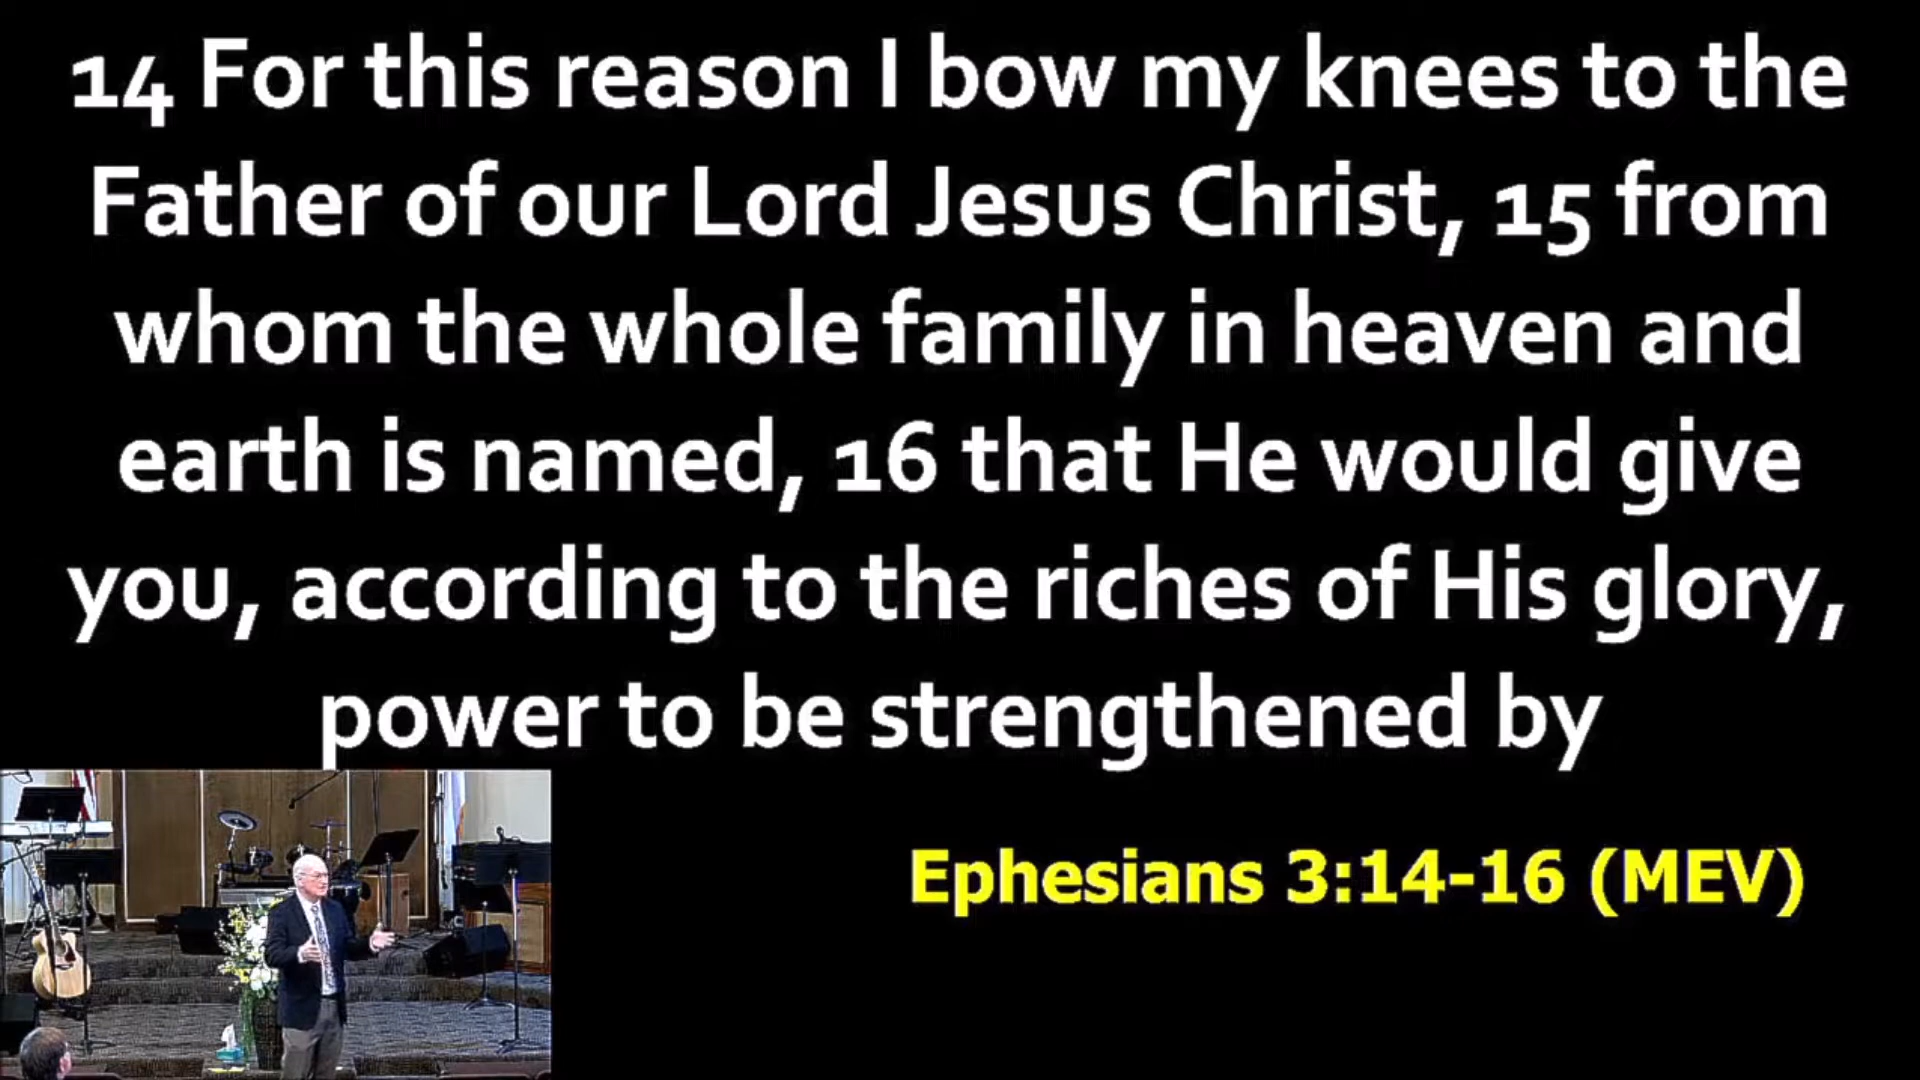 14 For this reason I bow my knees to the
Father of our Lord Jesus Christ, 15 from
whom the whole family in heaven and
earth is named, 16 that He would give
you, according to the riches of His glory,
power to be strengthened by
Ephesians 3:14-16 (MEV)